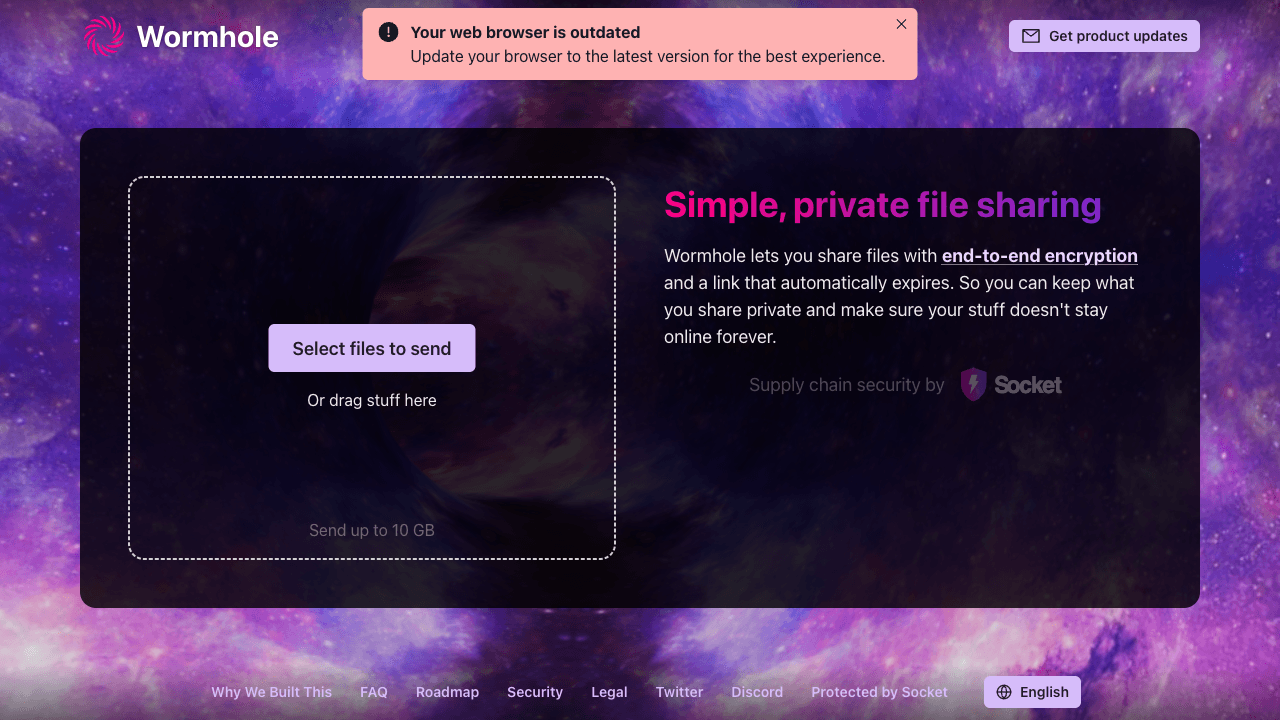 Wormhole
Your web browser is outdated
Update your browser to the latest version for the best experience.
Get product updates
Select files to send
Or drag stuff here
Send up to 10 GB
Simple, private file sharing
Wormhole lets you share files with end-to-end encryption
and a link that automatically expires. So you can keep what
you share private and make sure your stuff doesn't stay
online forever.
Supply chain security by Socket
Why We Built This FAQ Roadmap Security Legal Twitter Discord Protected by Socket English